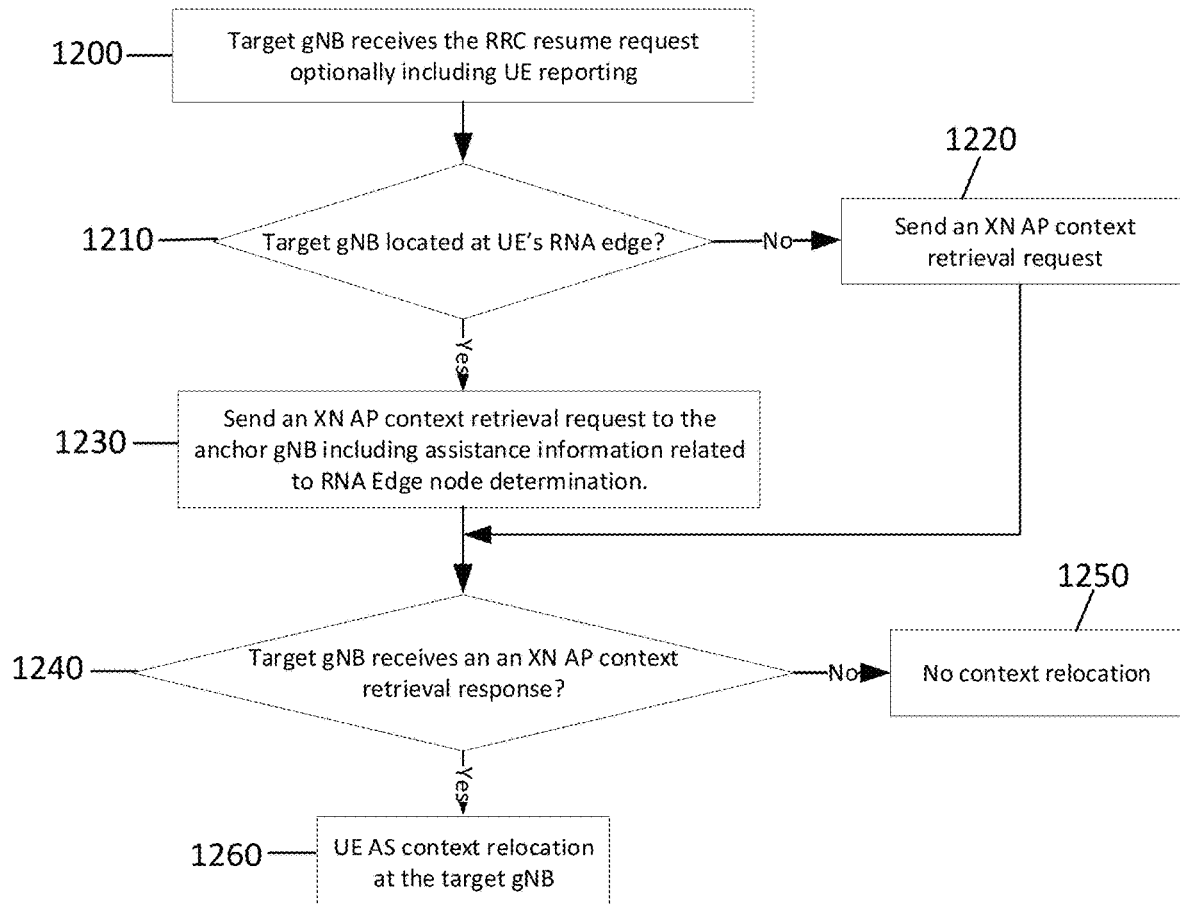 1200
Target gNB receives the RRC resume request
optionally including UE reporting
1220
1210
Target gNB located at UE's RNA edge?
No
Send an XN AP context
retrieval request
Yes
1230
Send an XN AP context retrieval request to the
anchor gNB including assistance information related
to RNA Edge node determination.
1250
1240
Target gNB receives an an XN AP context
retrieval response?
No
No context relocation
Yes
1260
UE AS context relocation
at the target gNB